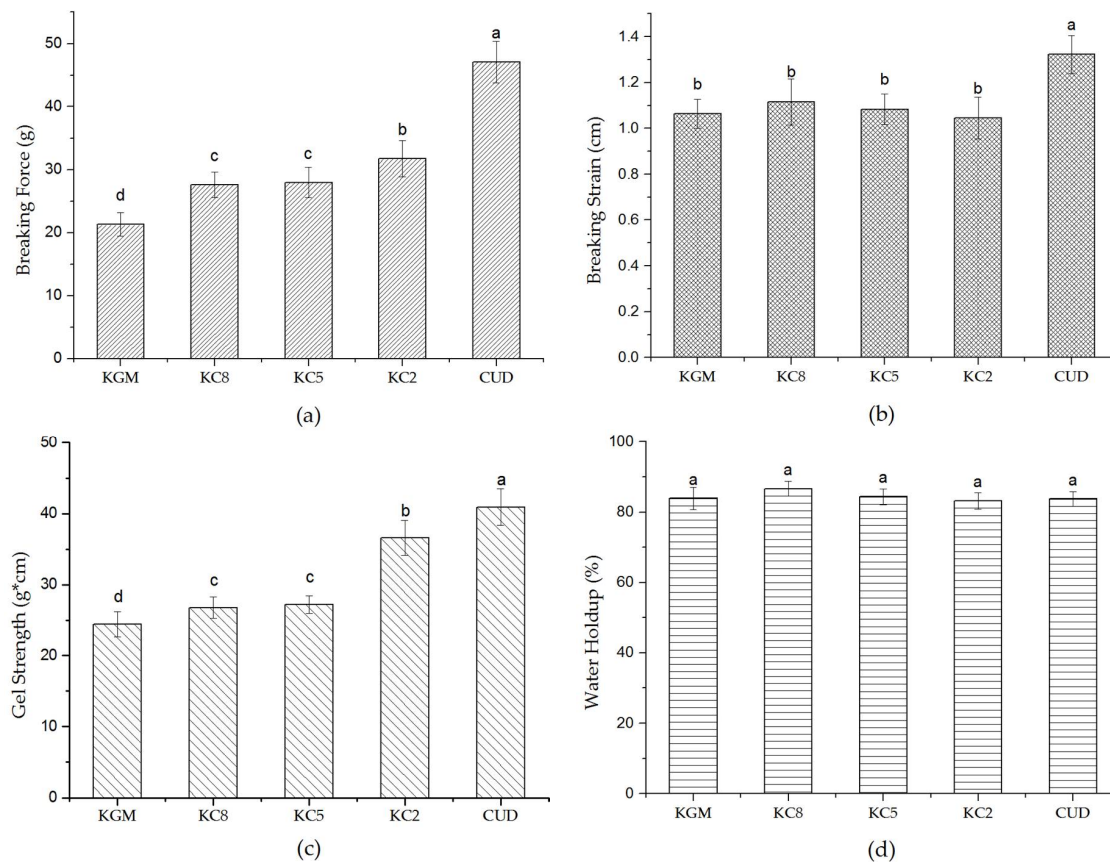 a
50
40
b
c
c
30
d
20
10
0
Breaking Force (g)
KGM KC8 KC5 KC2 CUD
(a)
a
1.4
b
b
b
b
1.2
1.0
0.8
0.6
0.4
0.2
0.0
Breaking Strain (cm)
KGM KC8 KC5 KC2 CUD
(b)
50
a
b
40
c
c
d
30
20
10
0
Gel Strength (g*cm)
KGM KC8 KC5 KC2 CUD
(c)
100
a a a a a
80
60
40
20
0
Water Holdup (%)
KGM KC8 KC5 KC2 CUD
(d)